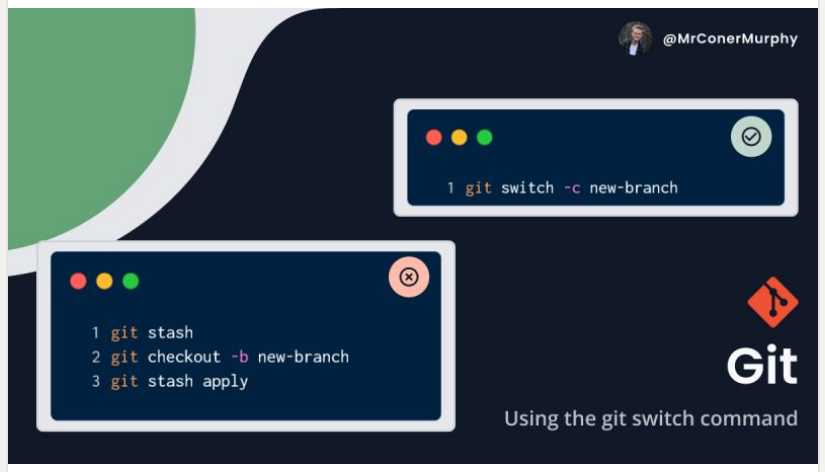 @MrConerMurphy
1 git switch -c new-branch
1 git stash
2 git checkout -b new-branch
3 git stash apply
Git
Using the git switch command